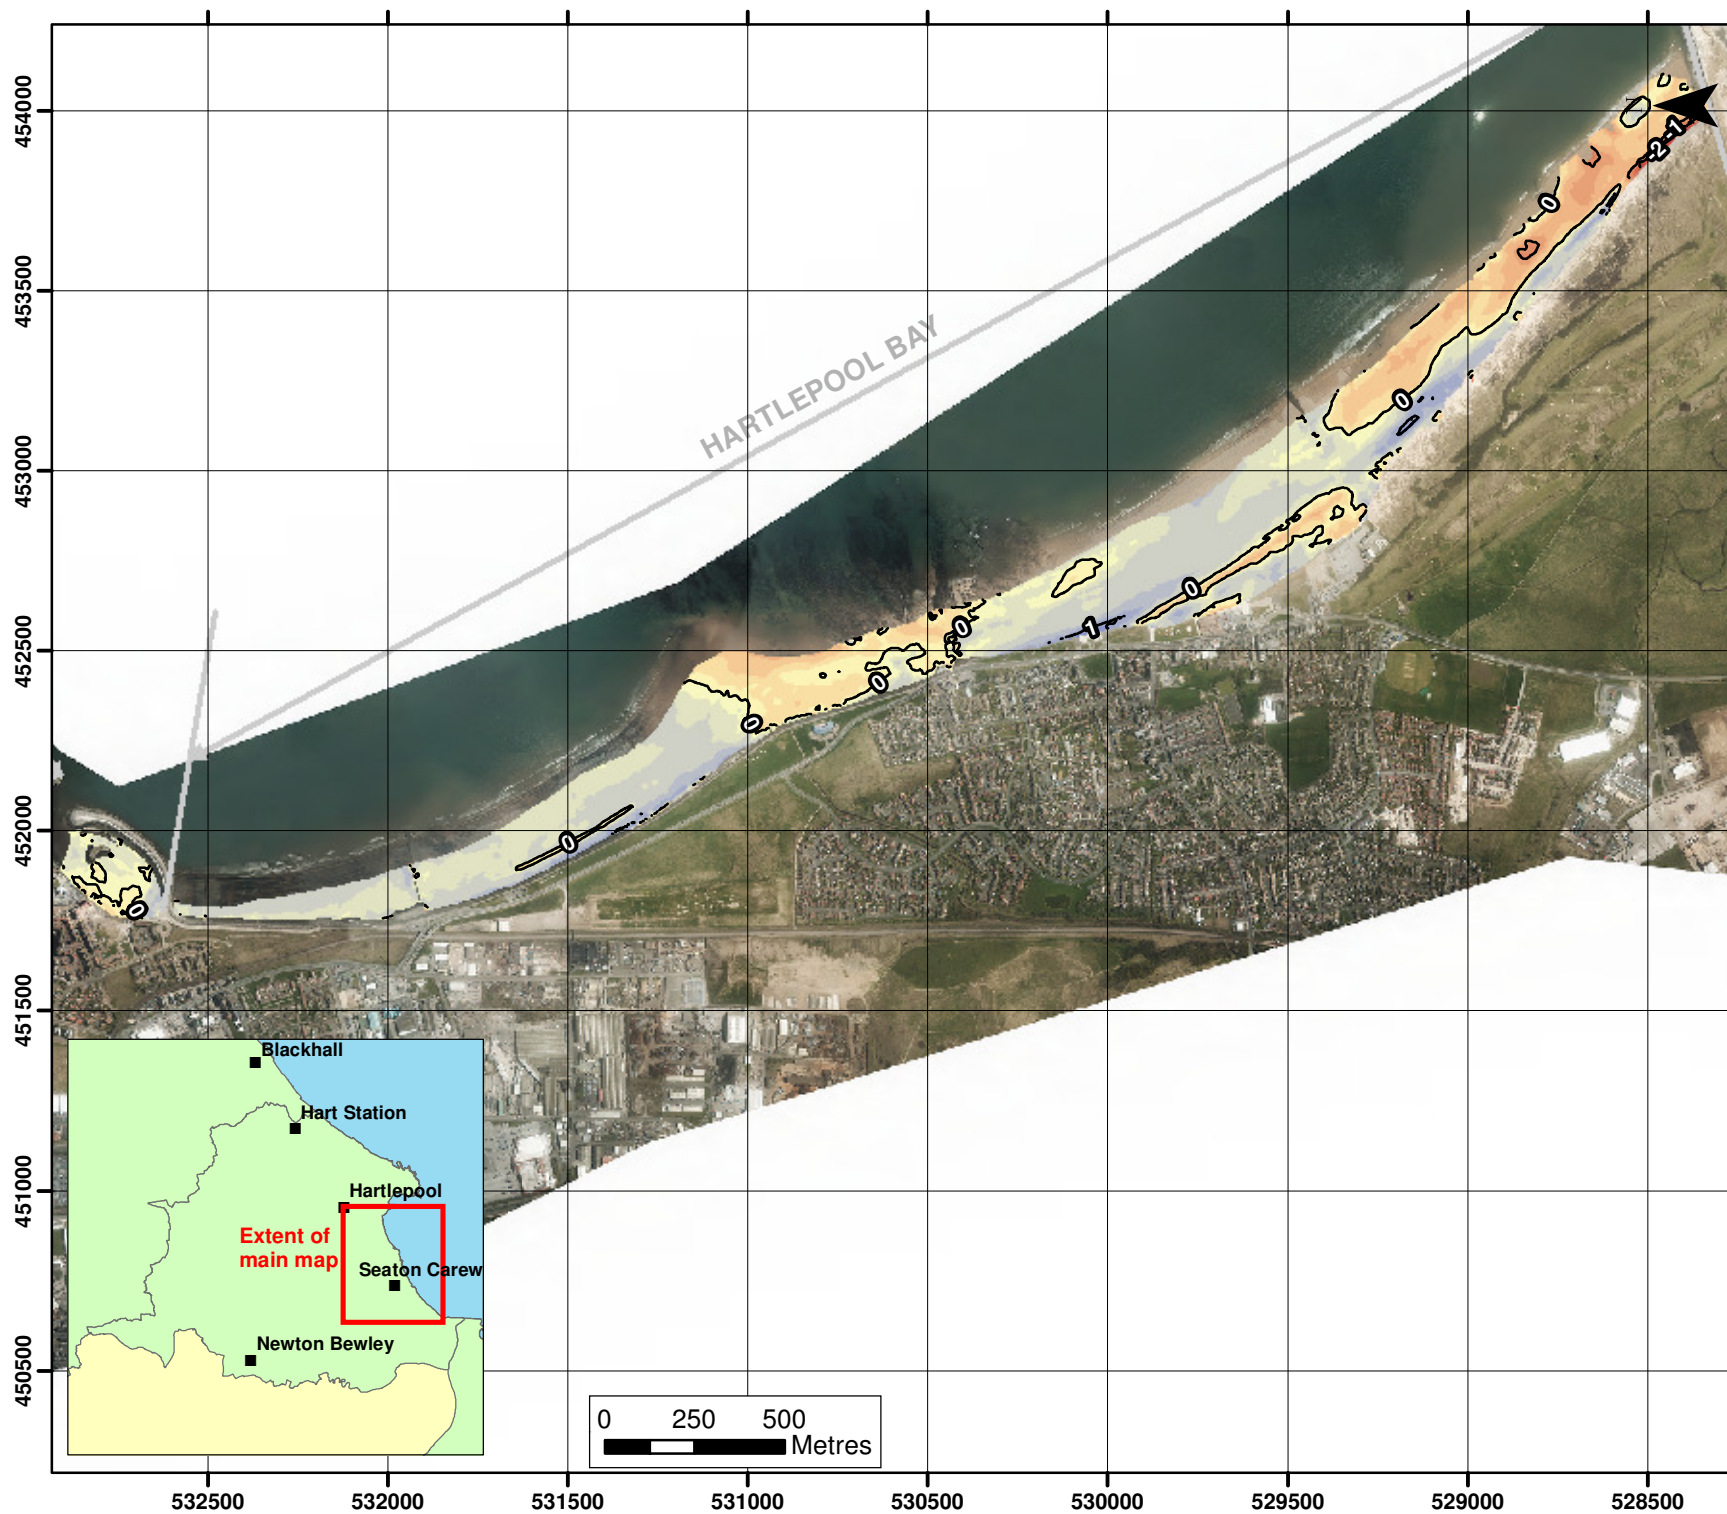 454000
453500
453000
452500
452000
451500
451000
450500
HARTLEPOOL BAY
-2
-1
0
0
0
0
1
0
0
0
0
0
Blackhall
Hart Station
Hartlepool
Extent of
main map
Seaton Carew
Newton Bewley
0 250 500
Metres
532500 532000 531500 531000 530500 530000 529500 529000 528500